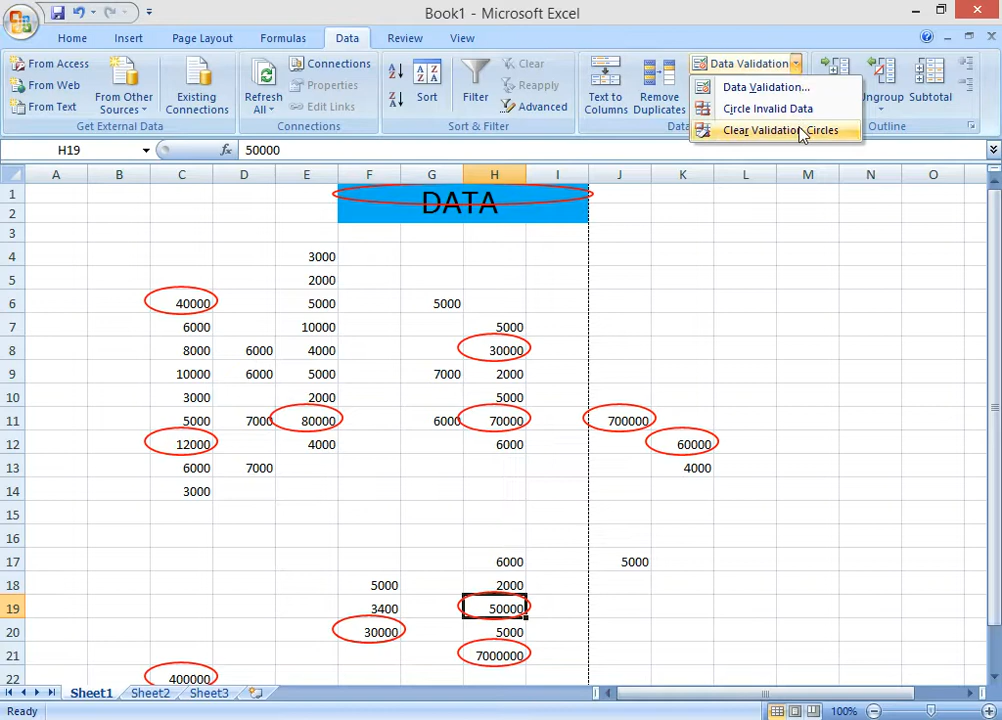 Book1 - Microsoft Excel
Home Insert Page Layout Formulas Data Review View
From Access
From Web
From Text
From Other Sources
Existing Connections
Get External Data
Refresh All
Connections
Properties
Edit Links
Connections
Sort
Filter
Clear
Reapply
Advanced
Sort & Filter
Text to Columns
Remove Duplicates
Data Validation
Data Validation...
Circle Invalid Data
Clear Validation Circles
Ungroup
Subtotal
Outline
H19 fx 50000
A B C D E F G H I J K L M N O
1
DATA
2
3
4 3000
5 2000
6 40000 5000 5000
7 6000 10000 5000
8 8000 6000 4000 30000
9 10000 6000 5000 7000 2000
10 3000 2000 5000
11 5000 7000 80000 6000 70000 700000
12 12000 4000 6000 60000
13 6000 7000 4000
14 3000
15
16
17 6000 5000
18 5000 2000
19 3400 50000
20 30000 5000
21 7000000
22 400000
Sheet1 Sheet2 Sheet3
Ready 100%